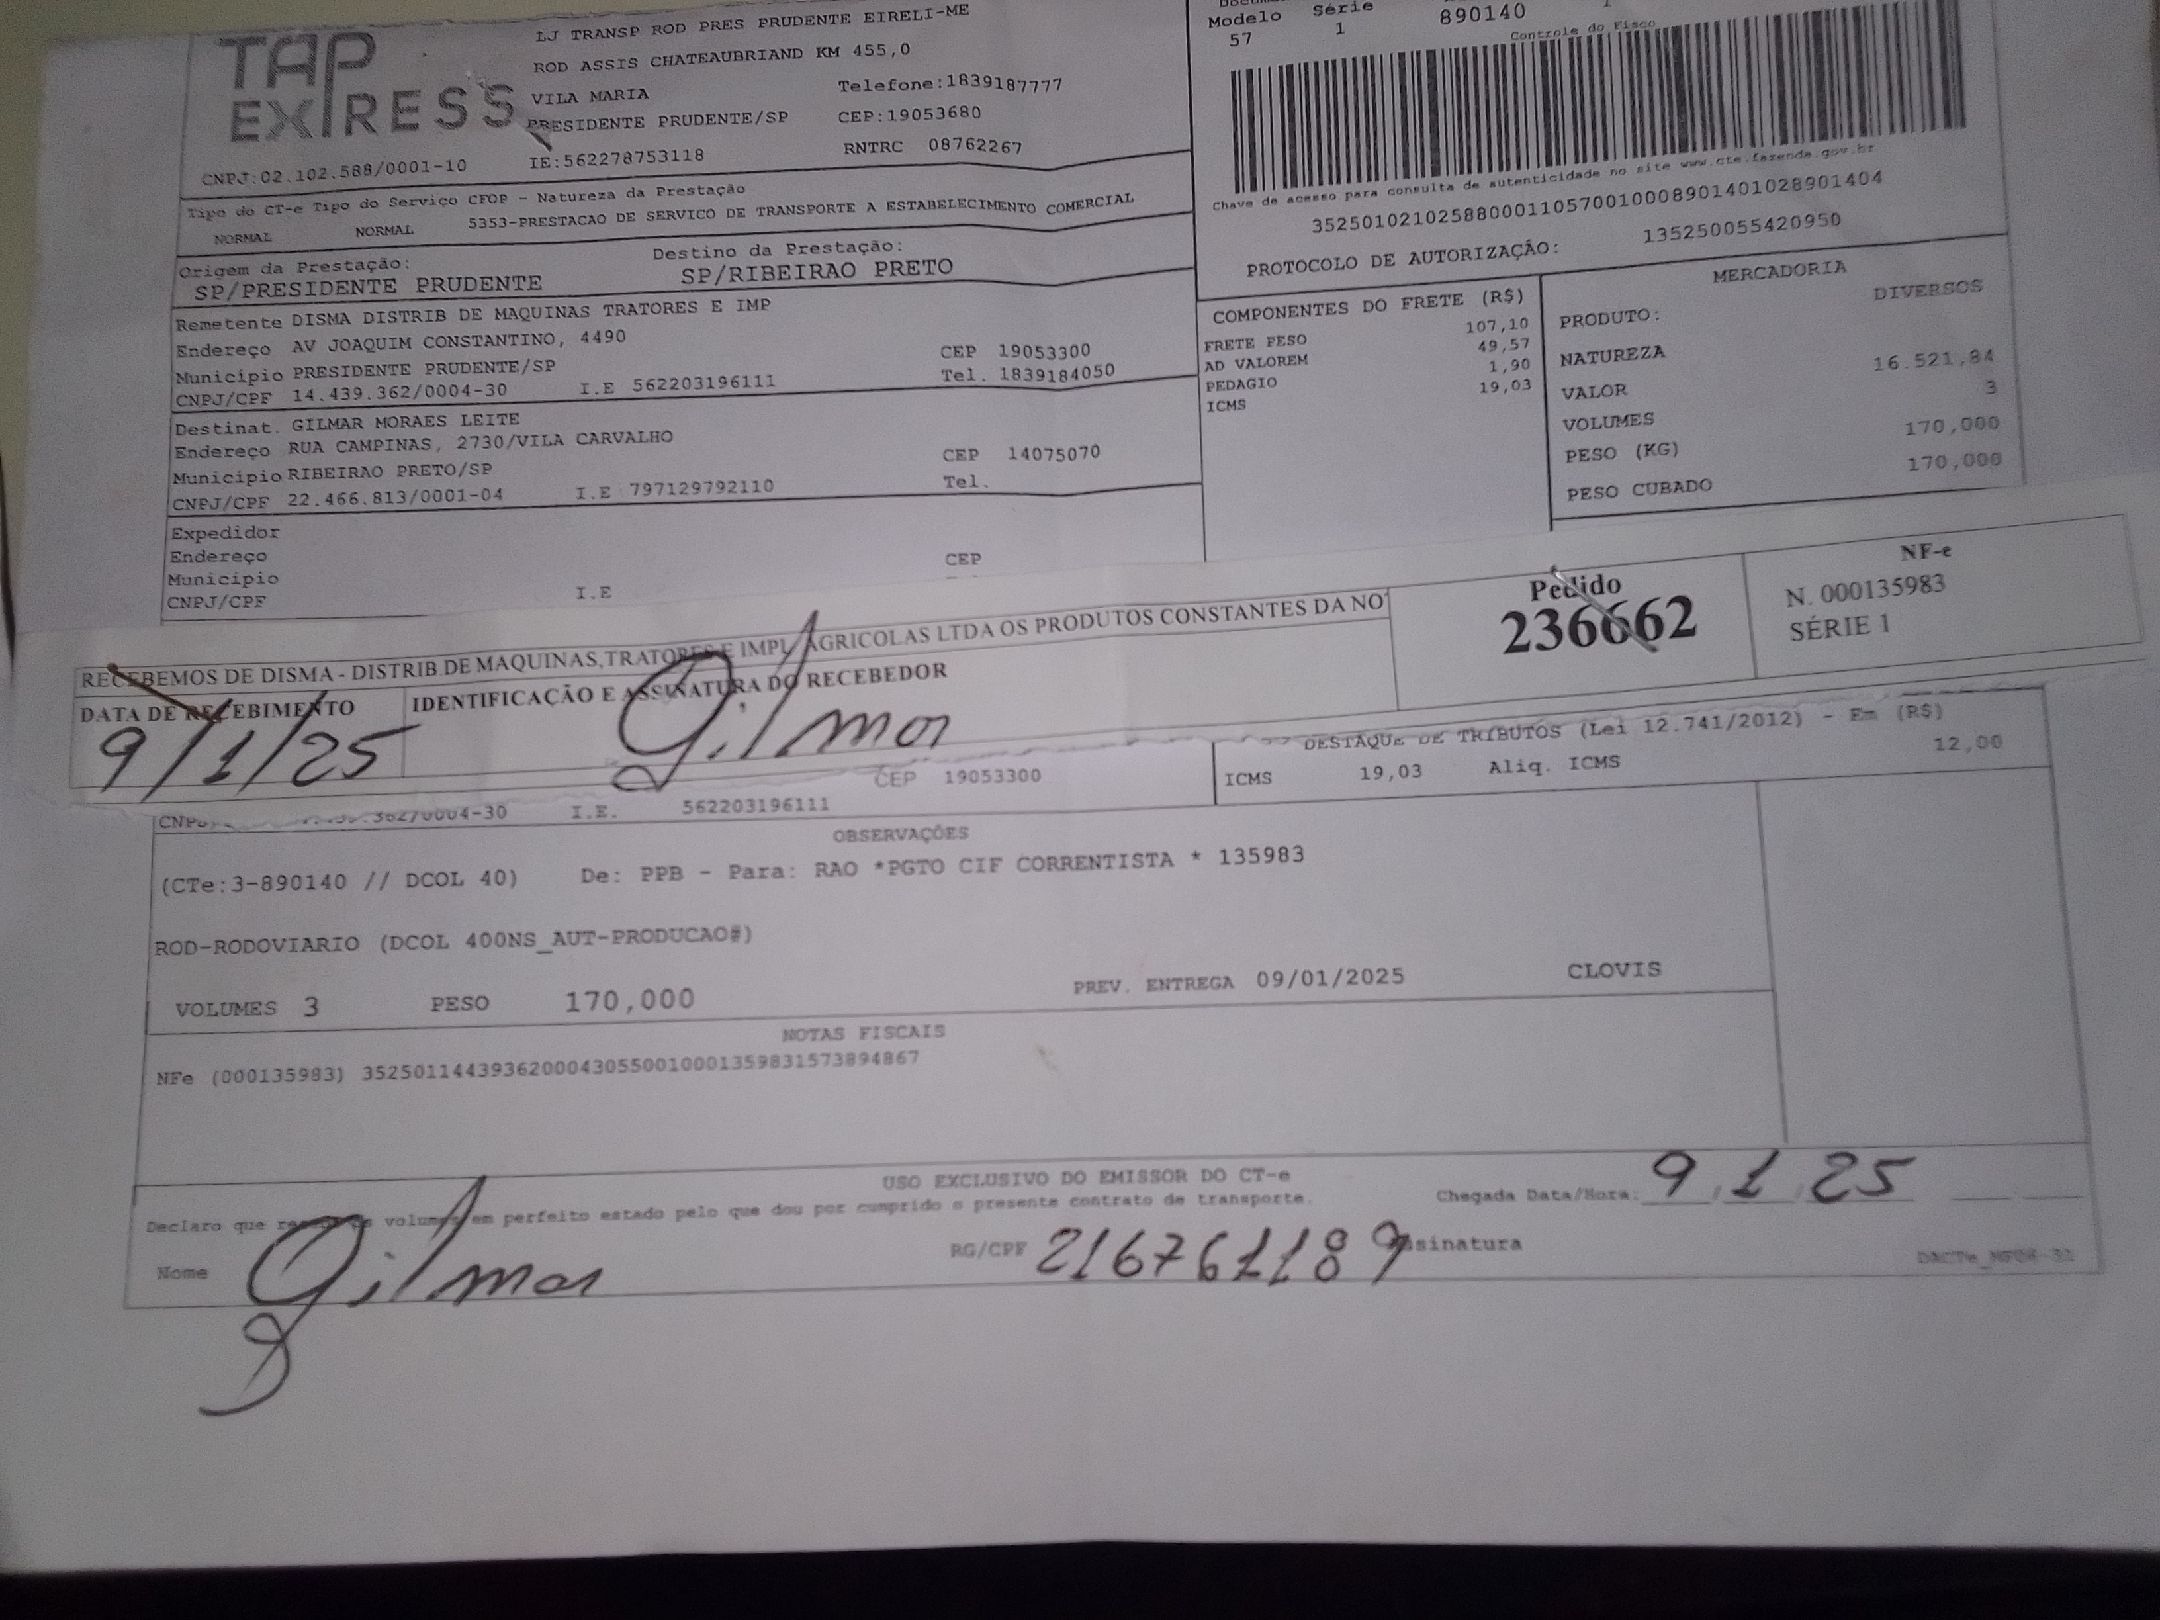 TAP
EXPRESS
LJ TRANSP ROD PRES PRUDENTE EIRELI-ME
ROD ASSIS CHATEAUBRIAND KM 455,0
VILA MARIA Telefone:1839187777
PRESIDENTE PRUDENTE/SP CEP:19053680
CNPJ:02.102.588/0001-10 IE:562278753118 RNTRC 08762267
Modelo Série
57 1 890140
Controle do Fisco
Chave de acesso para consulta de autenticidade no site www.cte.fazenda.gov.br
35250102102588000110570010008901401028901404
PROTOCOLO DE AUTORIZAÇÃO: 135250055420950
Tipo do CT-e Tipo do Serviço CFOP - Natureza da Prestação
NORMAL NORMAL 5353-PRESTACAO DE SERVICO DE TRANSPORTE A ESTABELECIMENTO COMERCIAL
Origem da Prestação: Destino da Prestação:
SP/PRESIDENTE PRUDENTE SP/RIBEIRAO PRETO
Remetente DISMA DISTRIB DE MAQUINAS TRATORES E IMP
Endereço AV JOAQUIM CONSTANTINO, 4490
Município PRESIDENTE PRUDENTE/SP CEP 19053300
CNPJ/CPF 14.439.362/0004-30 I.E 562203196111 Tel. 1839184050
Destinat. GILMAR MORAES LEITE
Endereço RUA CAMPINAS, 2730/VILA CARVALHO
Município RIBEIRAO PRETO/SP CEP 14075070
CNPJ/CPF 22.466.813/0001-04 I.E 797129792110 Tel.
Expedidor
Endereço
Município CEP
CNPJ/CPF I.E
COMPONENTES DO FRETE (R$)
FRETE PESO 107,10
AD VALOREM 49,57
PEDAGIO 1,90
ICMS 19,03
MERCADORIA
PRODUTO: DIVERSOS
NATUREZA
VALOR 16.521,84
VOLUMES 3
PESO (KG) 170,000
PESO CUBADO 170,000
RECEBEMOS DE DISMA - DISTRIB DE MAQUINAS,TRATORES E IMPL AGRICOLAS LTDA OS PRODUTOS CONSTANTES DA NO
DATA DE RECEBIMENTO IDENTIFICAÇÃO E ASSINATURA DO RECEBEDOR
9/1/25 Gilmar
Pedido
236662
NF-e
N. 000135983
SÉRIE 1
DESTAQUE DE TRIBUTOS (Lei 12.741/2012) - Em (R$)
ICMS 19,03 Aliq. ICMS 12,00
CEP 19053300
0004-30 I.E. 562203196111
OBSERVAÇÕES
(CTe:3-890140 // DCOL 40) De: PPB - Para: RAO *PGTO CIF CORRENTISTA * 135983
ROD-RODOVIARIO (DCOL 400NS_AUT-PRODUCAO#)
VOLUMES 3 PESO 170,000 PREV. ENTREGA 09/01/2025 CLOVIS
NOTAS FISCAIS
NFe (000135983) 35250114439362000430550010001359831573894867
USO EXCLUSIVO DO EMISSOR DO CT-e
Declaro que recebi os volumes em perfeito estado pelo que dou por cumprido o presente contrato de transporte. Chegada Data/Hora: 9/1/25
Nome Gilmar RG/CPF 216761189 Assinatura